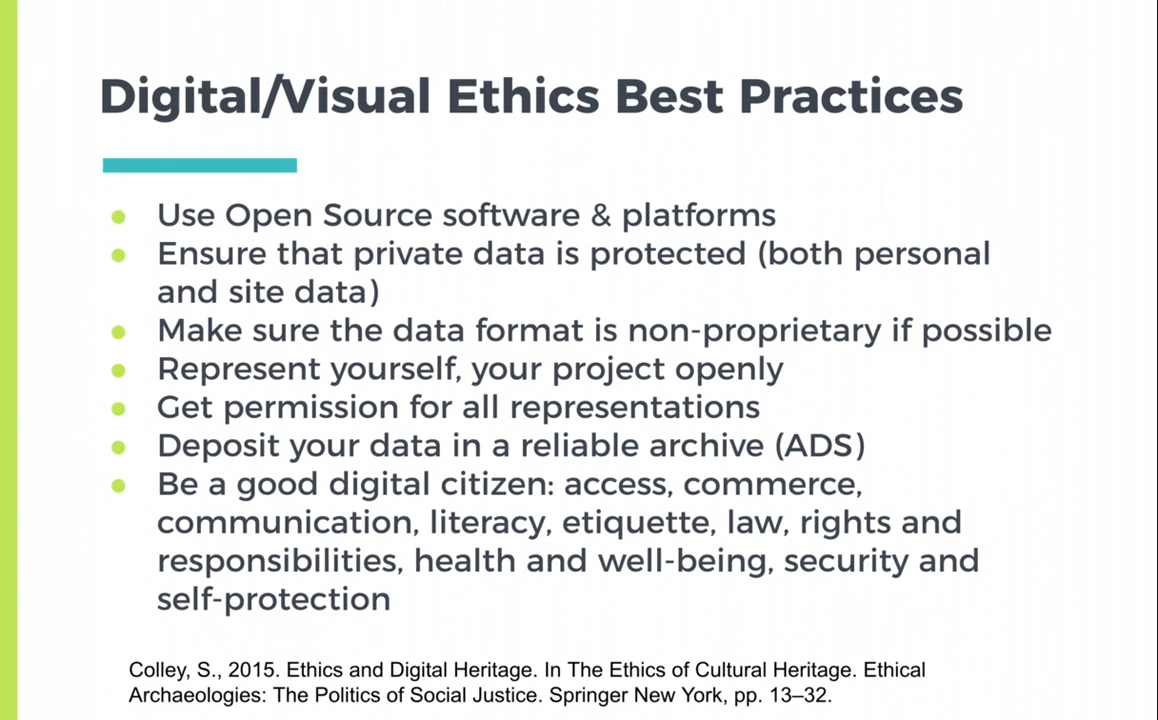 Digital/Visual Ethics Best Practices
● Use Open Source software & platforms
● Ensure that private data is protected (both personal
and site data)
● Make sure the data format is non-proprietary if possible
● Represent yourself, your project openly
● Get permission for all representations
● Deposit your data in a reliable archive (ADS)
● Be a good digital citizen: access, commerce,
communication, literacy, etiquette, law, rights and
responsibilities, health and well-being, security and
self-protection
Colley, S., 2015. Ethics and Digital Heritage. In The Ethics of Cultural Heritage. Ethical
Archaeologies: The Politics of Social Justice. Springer New York, pp. 13–32.